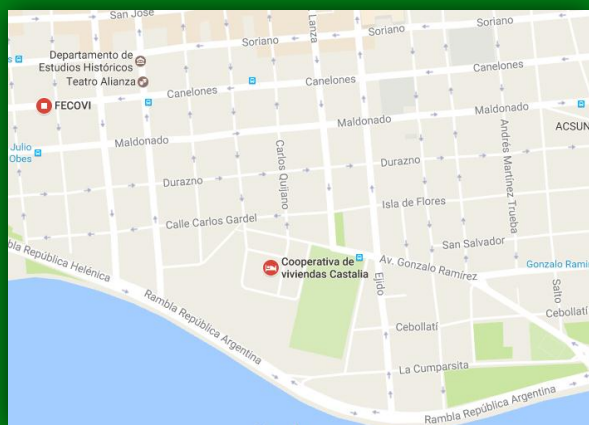 San José
Soriano
Soriano
Soriano
Lanza
Departamento de
Estudios Históricos
Teatro Alianza
Canelones
Canelones
Canelones
FECOVI
Maldonado
Maldonado
Maldonado
Julio
Obes
ACSUN
Andrés Martínez Trueba
Carlos Quijano
Durazno
Durazno
Isla de Flores
Calle Carlos Gardel
San Salvador
bla República Helénica
Cooperativa de
viviendas Castalia
Av. Gonzalo Ramírez
Gonzalo Ramí
Ejido
Salto
Rambla República Argentina
Cebollatí
Cebollatí
La Cumparsita
Rambla República Argentina